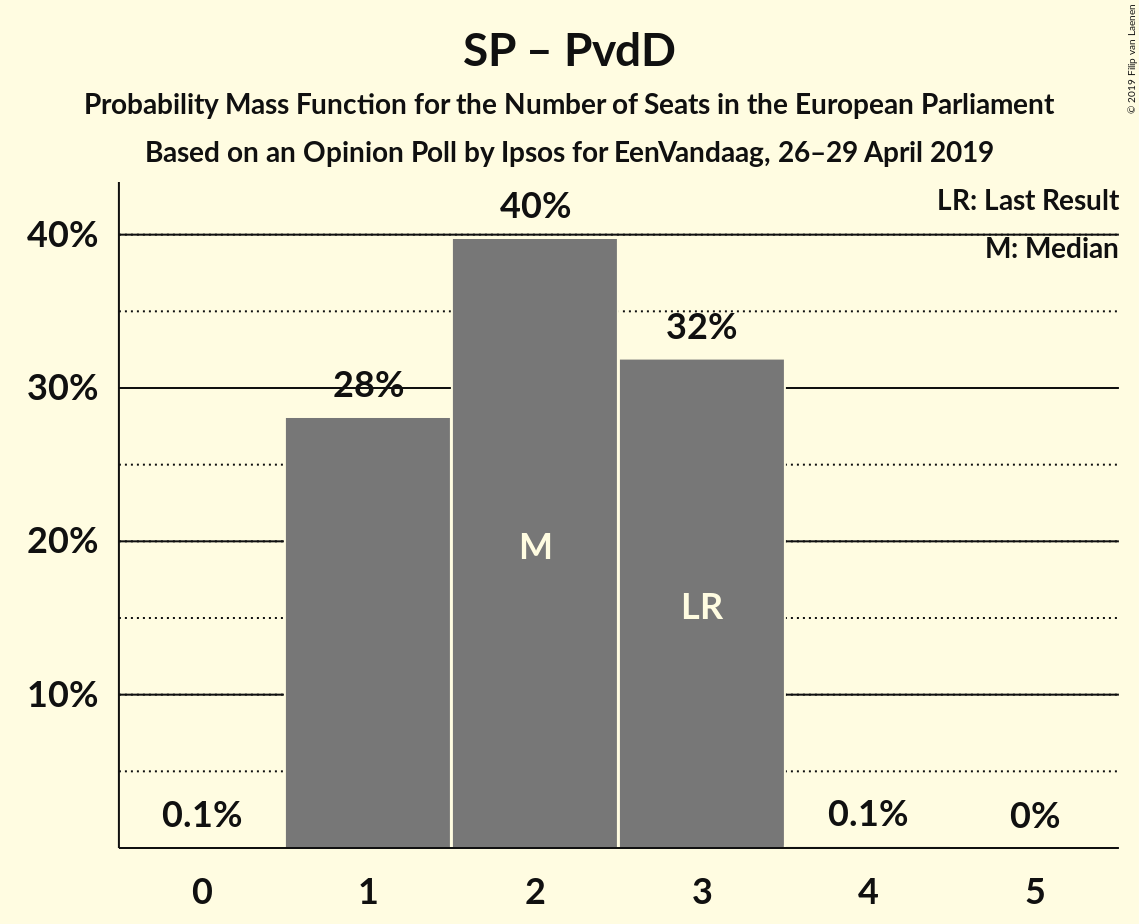 SP – PvdD
Probability Mass Function for the Number of Seats in the European Parliament
Based on an Opinion Poll by Ipsos for EenVandaag, 26–29 April 2019
© 2019 Filip van Laenen
LR: Last Result
M: Median
40%
30%
20%
10%
0.1%
28%
40%
32%
0.1%
0%
M
LR
0 1 2 3 4 5